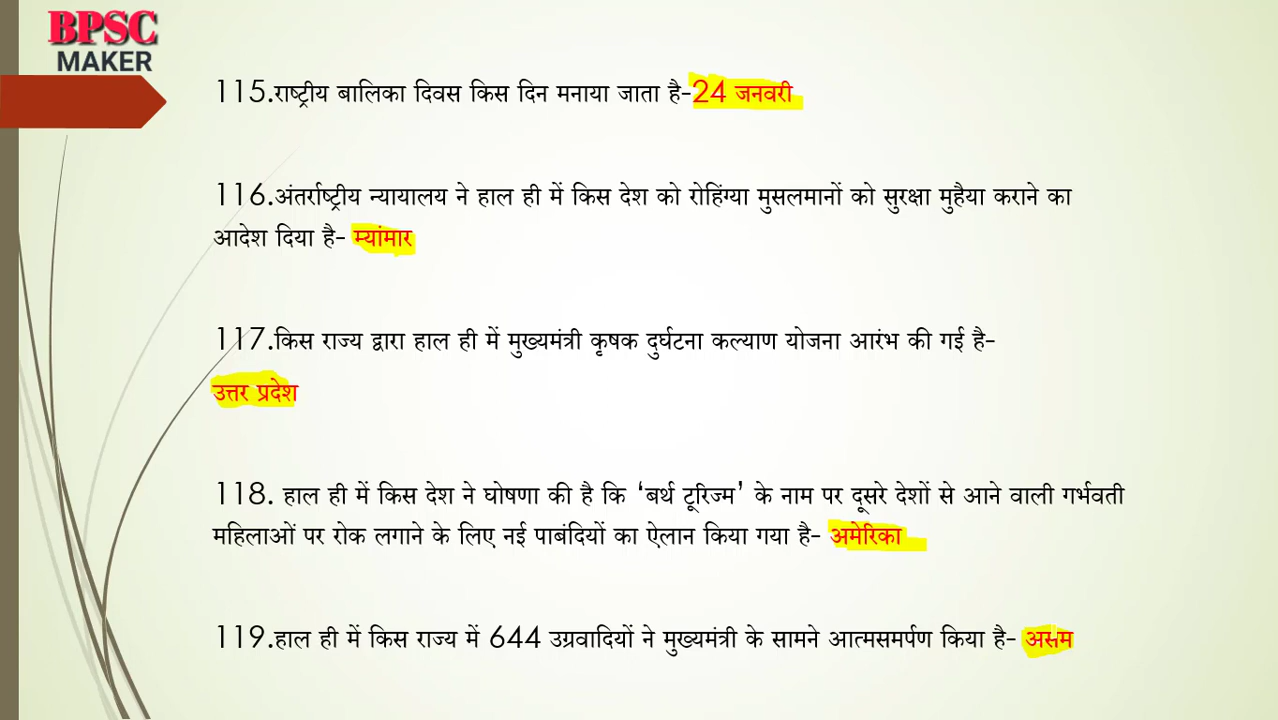 BPSC
MAKER
115.राष्ट्रीय बालिका दिवस किस दिन मनाया जाता है-24 जनवरी
116.अंतर्राष्ट्रीय न्यायालय ने हाल ही में किस देश को रोहिंग्या मुसलमानों को सुरक्षा मुहैया कराने का
आदेश दिया है- म्यांमार
117.किस राज्य द्वारा हाल ही में मुख्यमंत्री कृषक दुर्घटना कल्याण योजना आरंभ की गई है-
उत्तर प्रदेश
118. हाल ही में किस देश ने घोषणा की है कि ‘बर्थ टूरिज्म’ के नाम पर दूसरे देशों से आने वाली गर्भवती
महिलाओं पर रोक लगाने के लिए नई पाबंदियों का ऐलान किया गया है- अमेरिका
119.हाल ही में किस राज्य में 644 उग्रवादियों ने मुख्यमंत्री के सामने आत्मसमर्पण किया है- असम